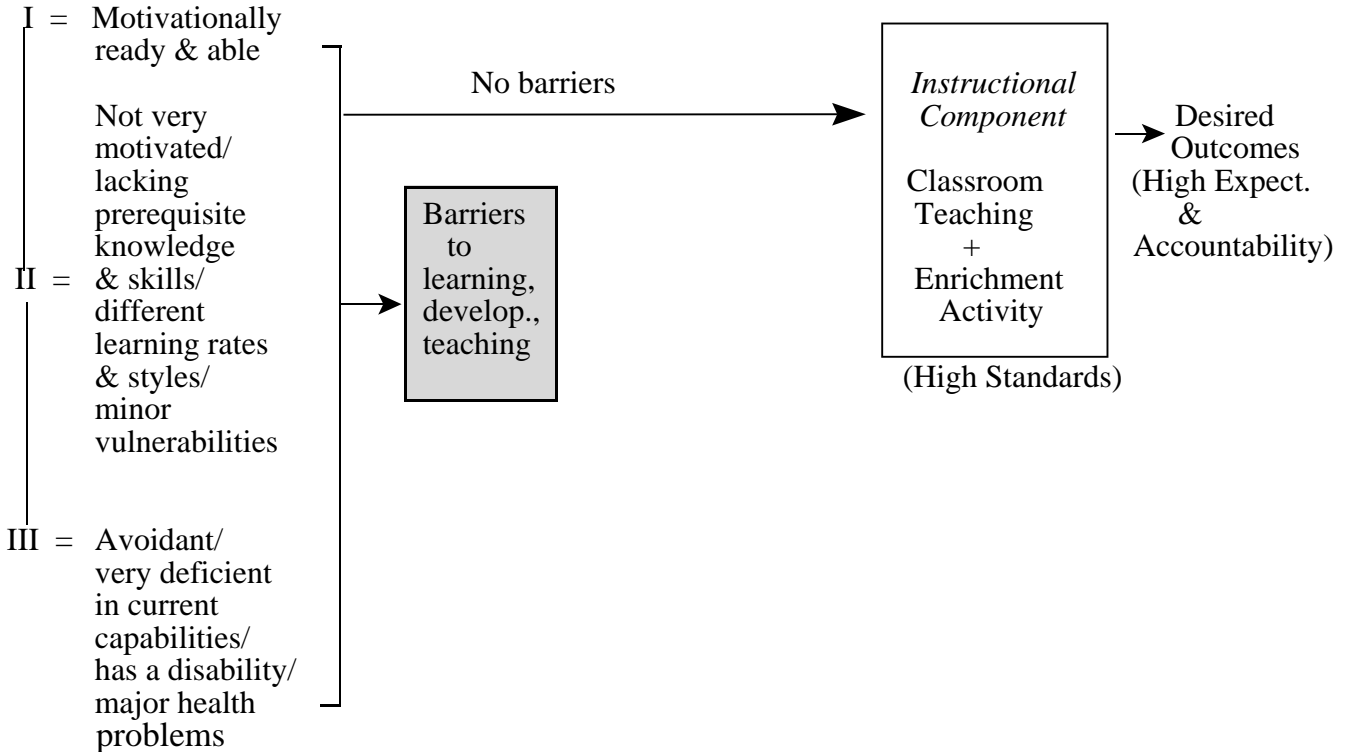 I = Motivationally
ready & able
Not very
motivated/
lacking
prerequisite
knowledge
II = & skills/
different
learning rates
& styles/
minor
vulnerabilities
III = Avoidant/
very deficient
in current
capabilities/
has a disability/
major health
problems
No barriers
Barriers
to
learning,
develop.,
teaching
Instructional
Component
Classroom
Teaching
+
Enrichment
Activity
(High Standards)
Desired
Outcomes
(High Expect.
&
Accountability)